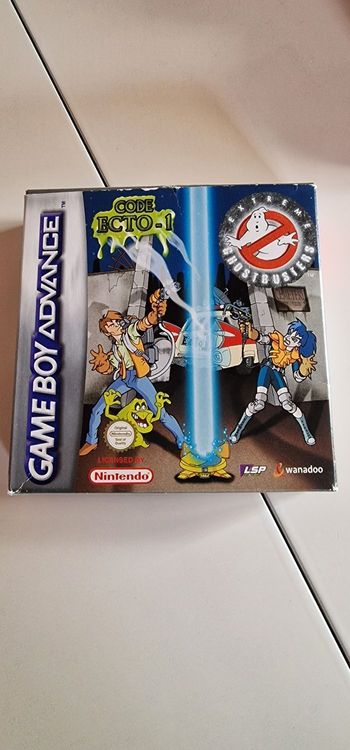 GAME BOY ADVANCE
TM
CODE
ECTO-1
EXTREME
GHOSTBUSTERS
Original
Nintendo
Seal of
Quality
LICENSED BY
Nintendo
LSP
wanadoo